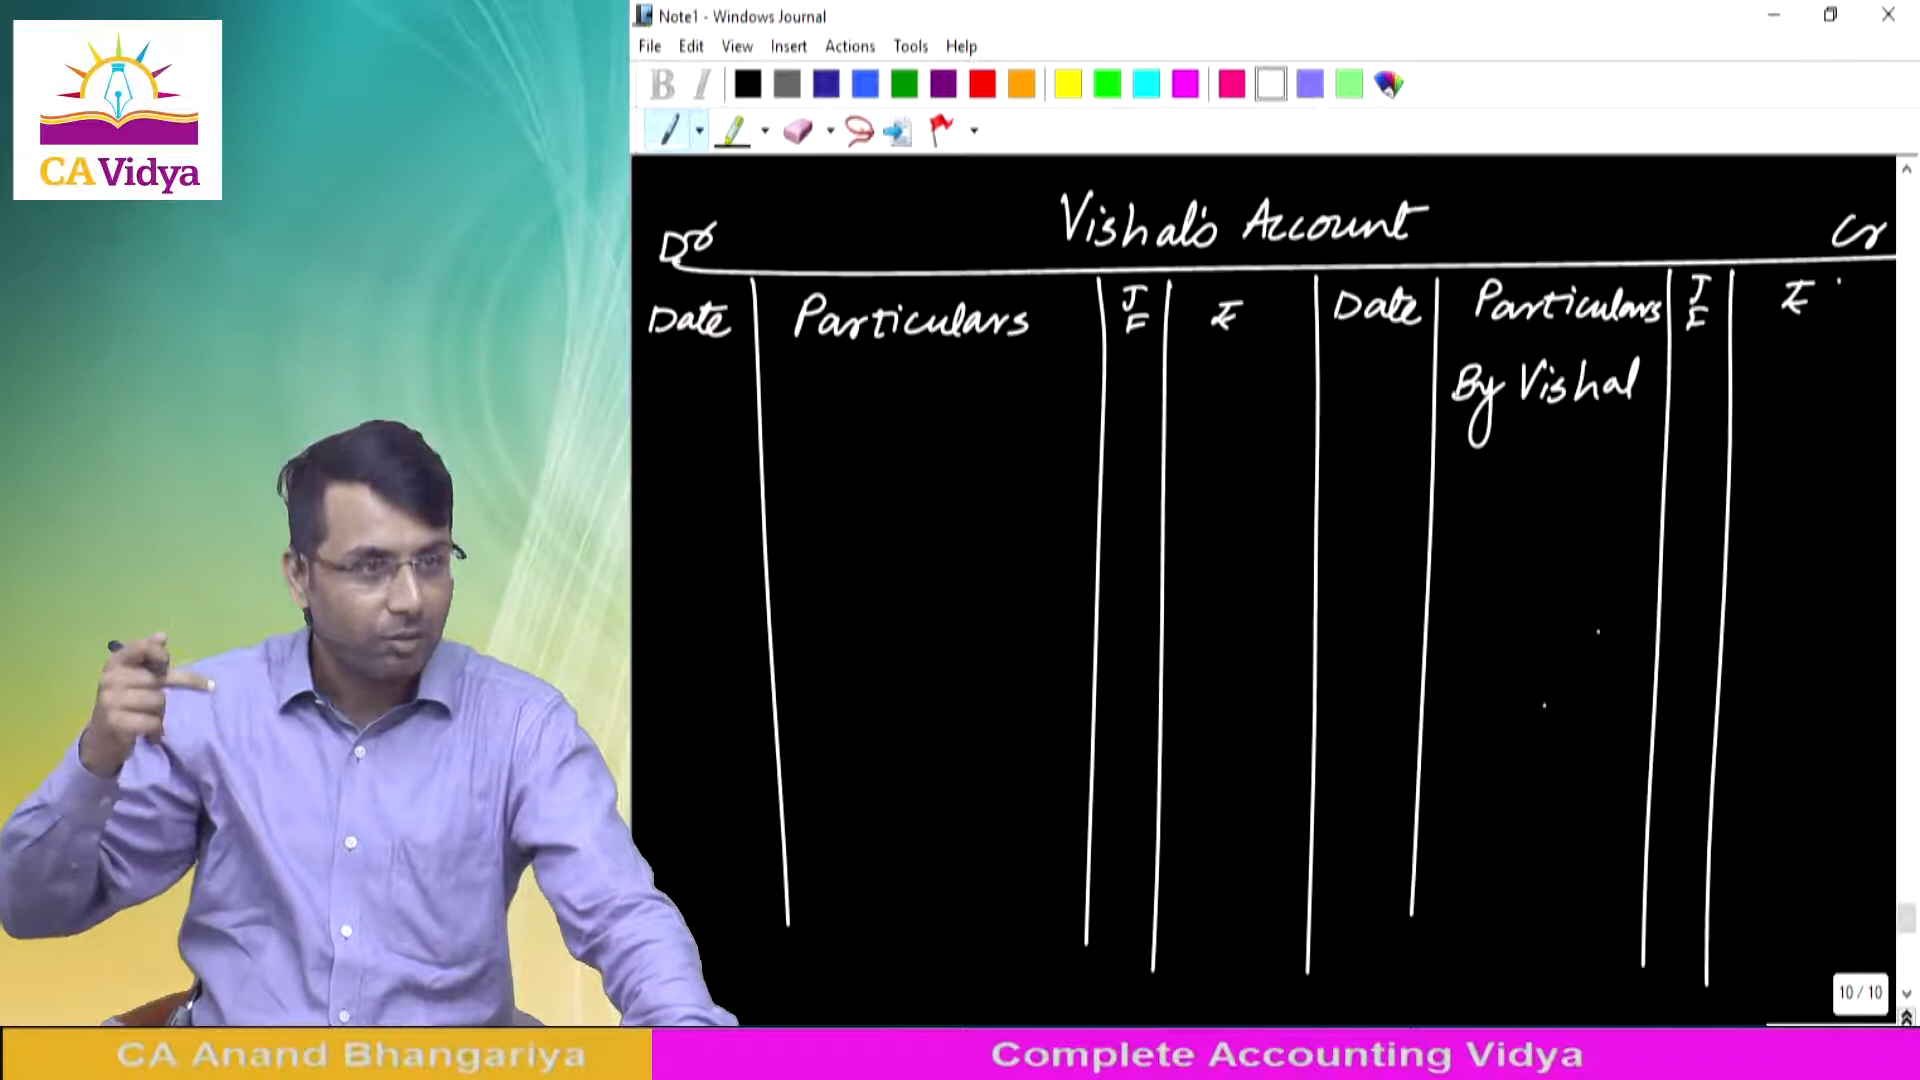 CA Vidya
Note1 - Windows Journal
File Edit View Insert Actions Tools Help
B I
Vishal's Account
Dr Cr
Date Particulars J F ₹ Date Particulars J F ₹
By Vishal
10 / 10
CA Anand Bhangariya
Complete Accounting Vidya